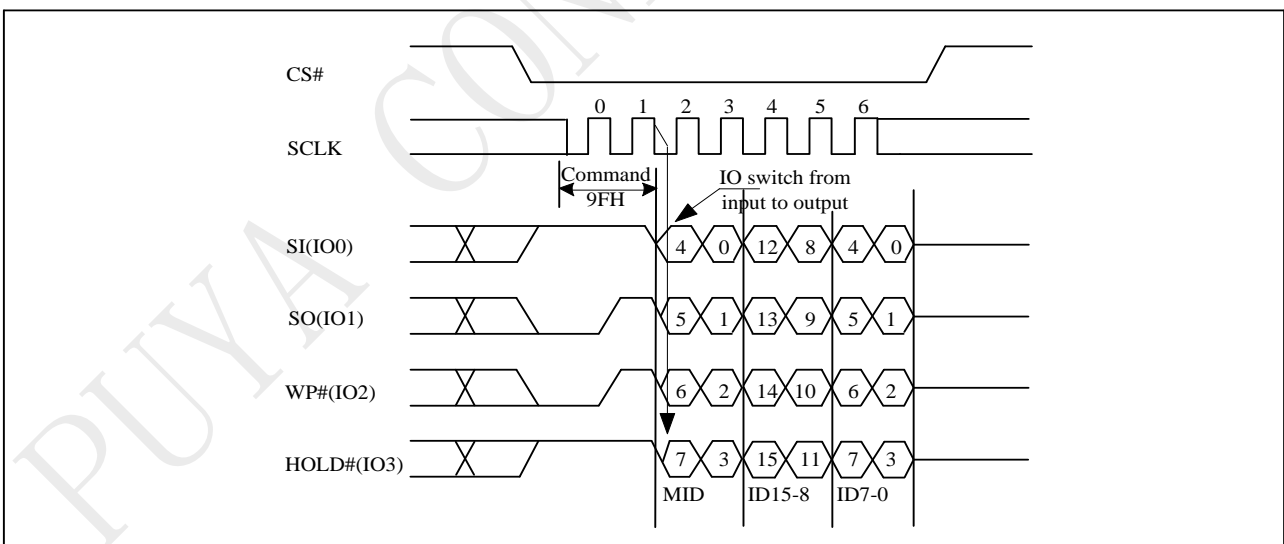 CS#
0 1 2 3 4 5 6
SCLK
Command
9FH
IO switch from
input to output
SI(IO0)
4 0 12 8 4 0
SO(IO1)
5 1 13 9 5 1
WP#(IO2)
6 2 14 10 6 2
HOLD#(IO3)
7 3 15 11 7 3
MID ID15-8 ID7-0
PUYA CON